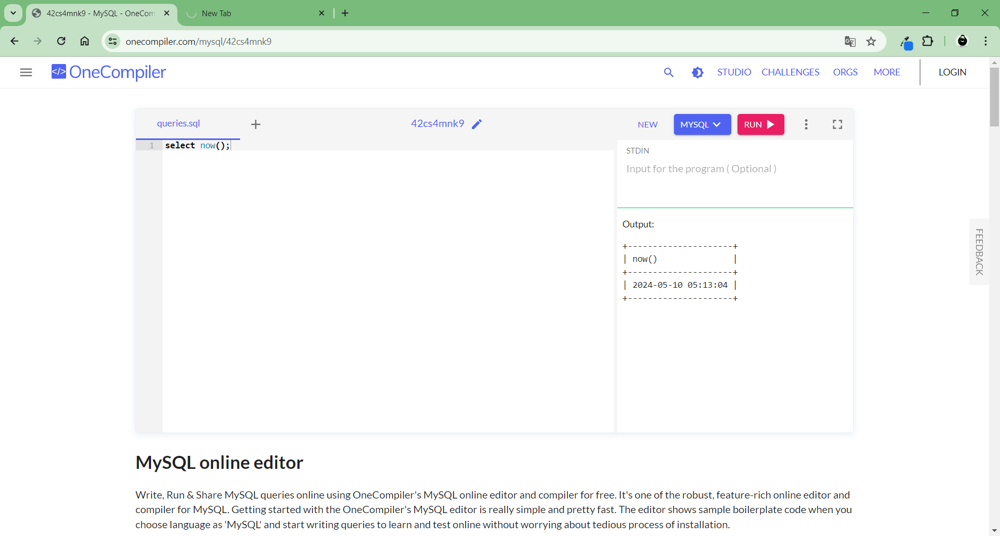 42cs4mnk9 - MySQL - OneCom
New Tab
onecompiler.com/mysql/42cs4mnk9
</> OneCompiler
STUDIO CHALLENGES ORGS MORE LOGIN
queries.sql
42cs4mnk9
NEW MYSQL RUN
1 select now();
STDIN
Input for the program ( Optional )
Output:
+---------------------+
| now()               |
+---------------------+
| 2024-05-10 05:13:04 |
+---------------------+
FEEDBACK
MySQL online editor
Write, Run & Share MySQL queries online using OneCompiler's MySQL online editor and compiler for free. It's one of the robust, feature-rich online editor and
compiler for MySQL. Getting started with the OneCompiler's MySQL editor is really simple and pretty fast. The editor shows sample boilerplate code when you
choose language as 'MySQL' and start writing queries to learn and test online without worrying about tedious process of installation.